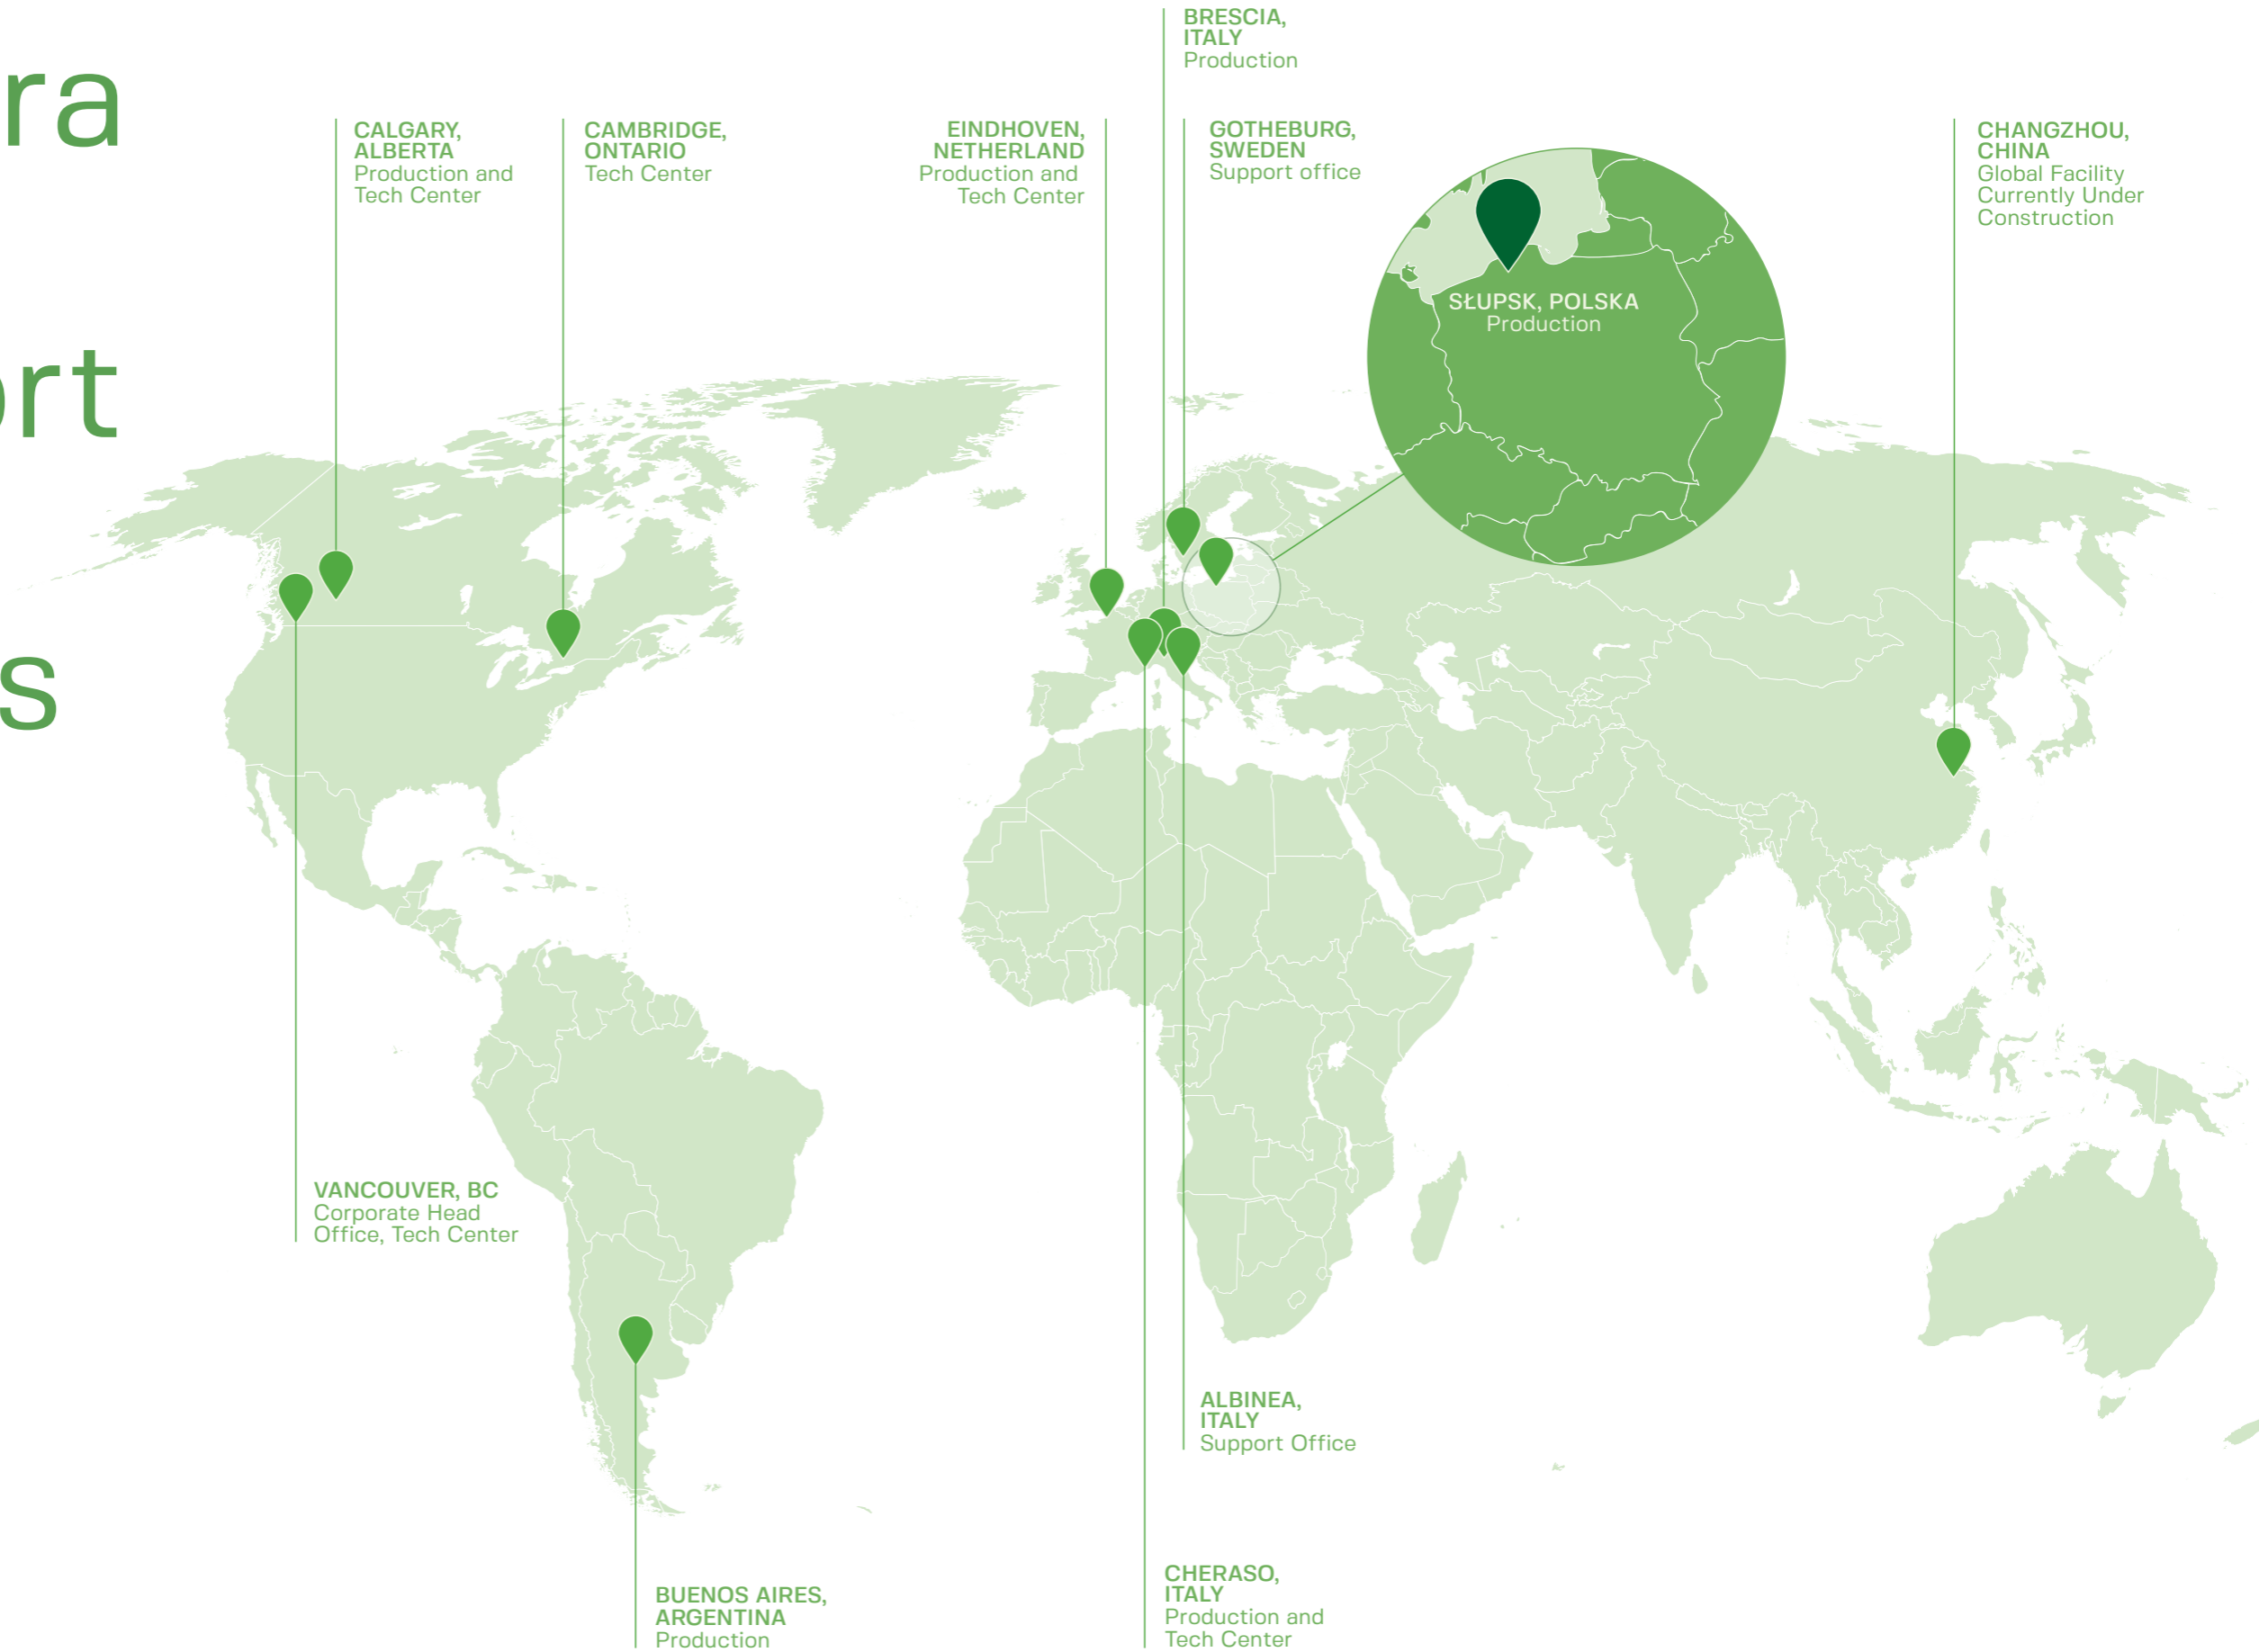 ra
rt
s
BRESCIA,
ITALY
Production
CALGARY,
ALBERTA
Production and
Tech Center
CAMBRIDGE,
ONTARIO
Tech Center
EINDHOVEN,
NETHERLAND
Production and
Tech Center
GOTHEBURG,
SWEDEN
Support office
CHANGZHOU,
CHINA
Global Facility
Currently Under
Construction
SŁUPSK, POLSKA
Production
VANCOUVER, BC
Corporate Head
Office, Tech Center
ALBINEA,
ITALY
Support Office
CHERASO,
ITALY
Production and
Tech Center
BUENOS AIRES,
ARGENTINA
Production